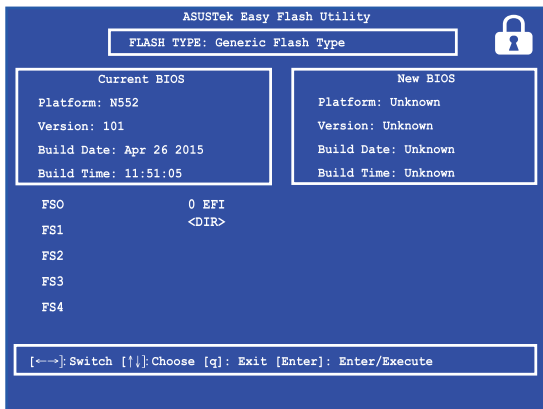 ASUSTek Easy Flash Utility
FLASH TYPE: Generic Flash Type
Current BIOS
Platform: N552
Version: 101
Build Date: Apr 26 2015
Build Time: 11:51:05
New BIOS
Platform: Unknown
Version: Unknown
Build Date: Unknown
Build Time: Unknown
FSO
FS1
FS2
FS3
FS4
0 EFI
<DIR>
[←→]: Switch [↑↓]: Choose [q]: Exit [Enter]: Enter/Execute